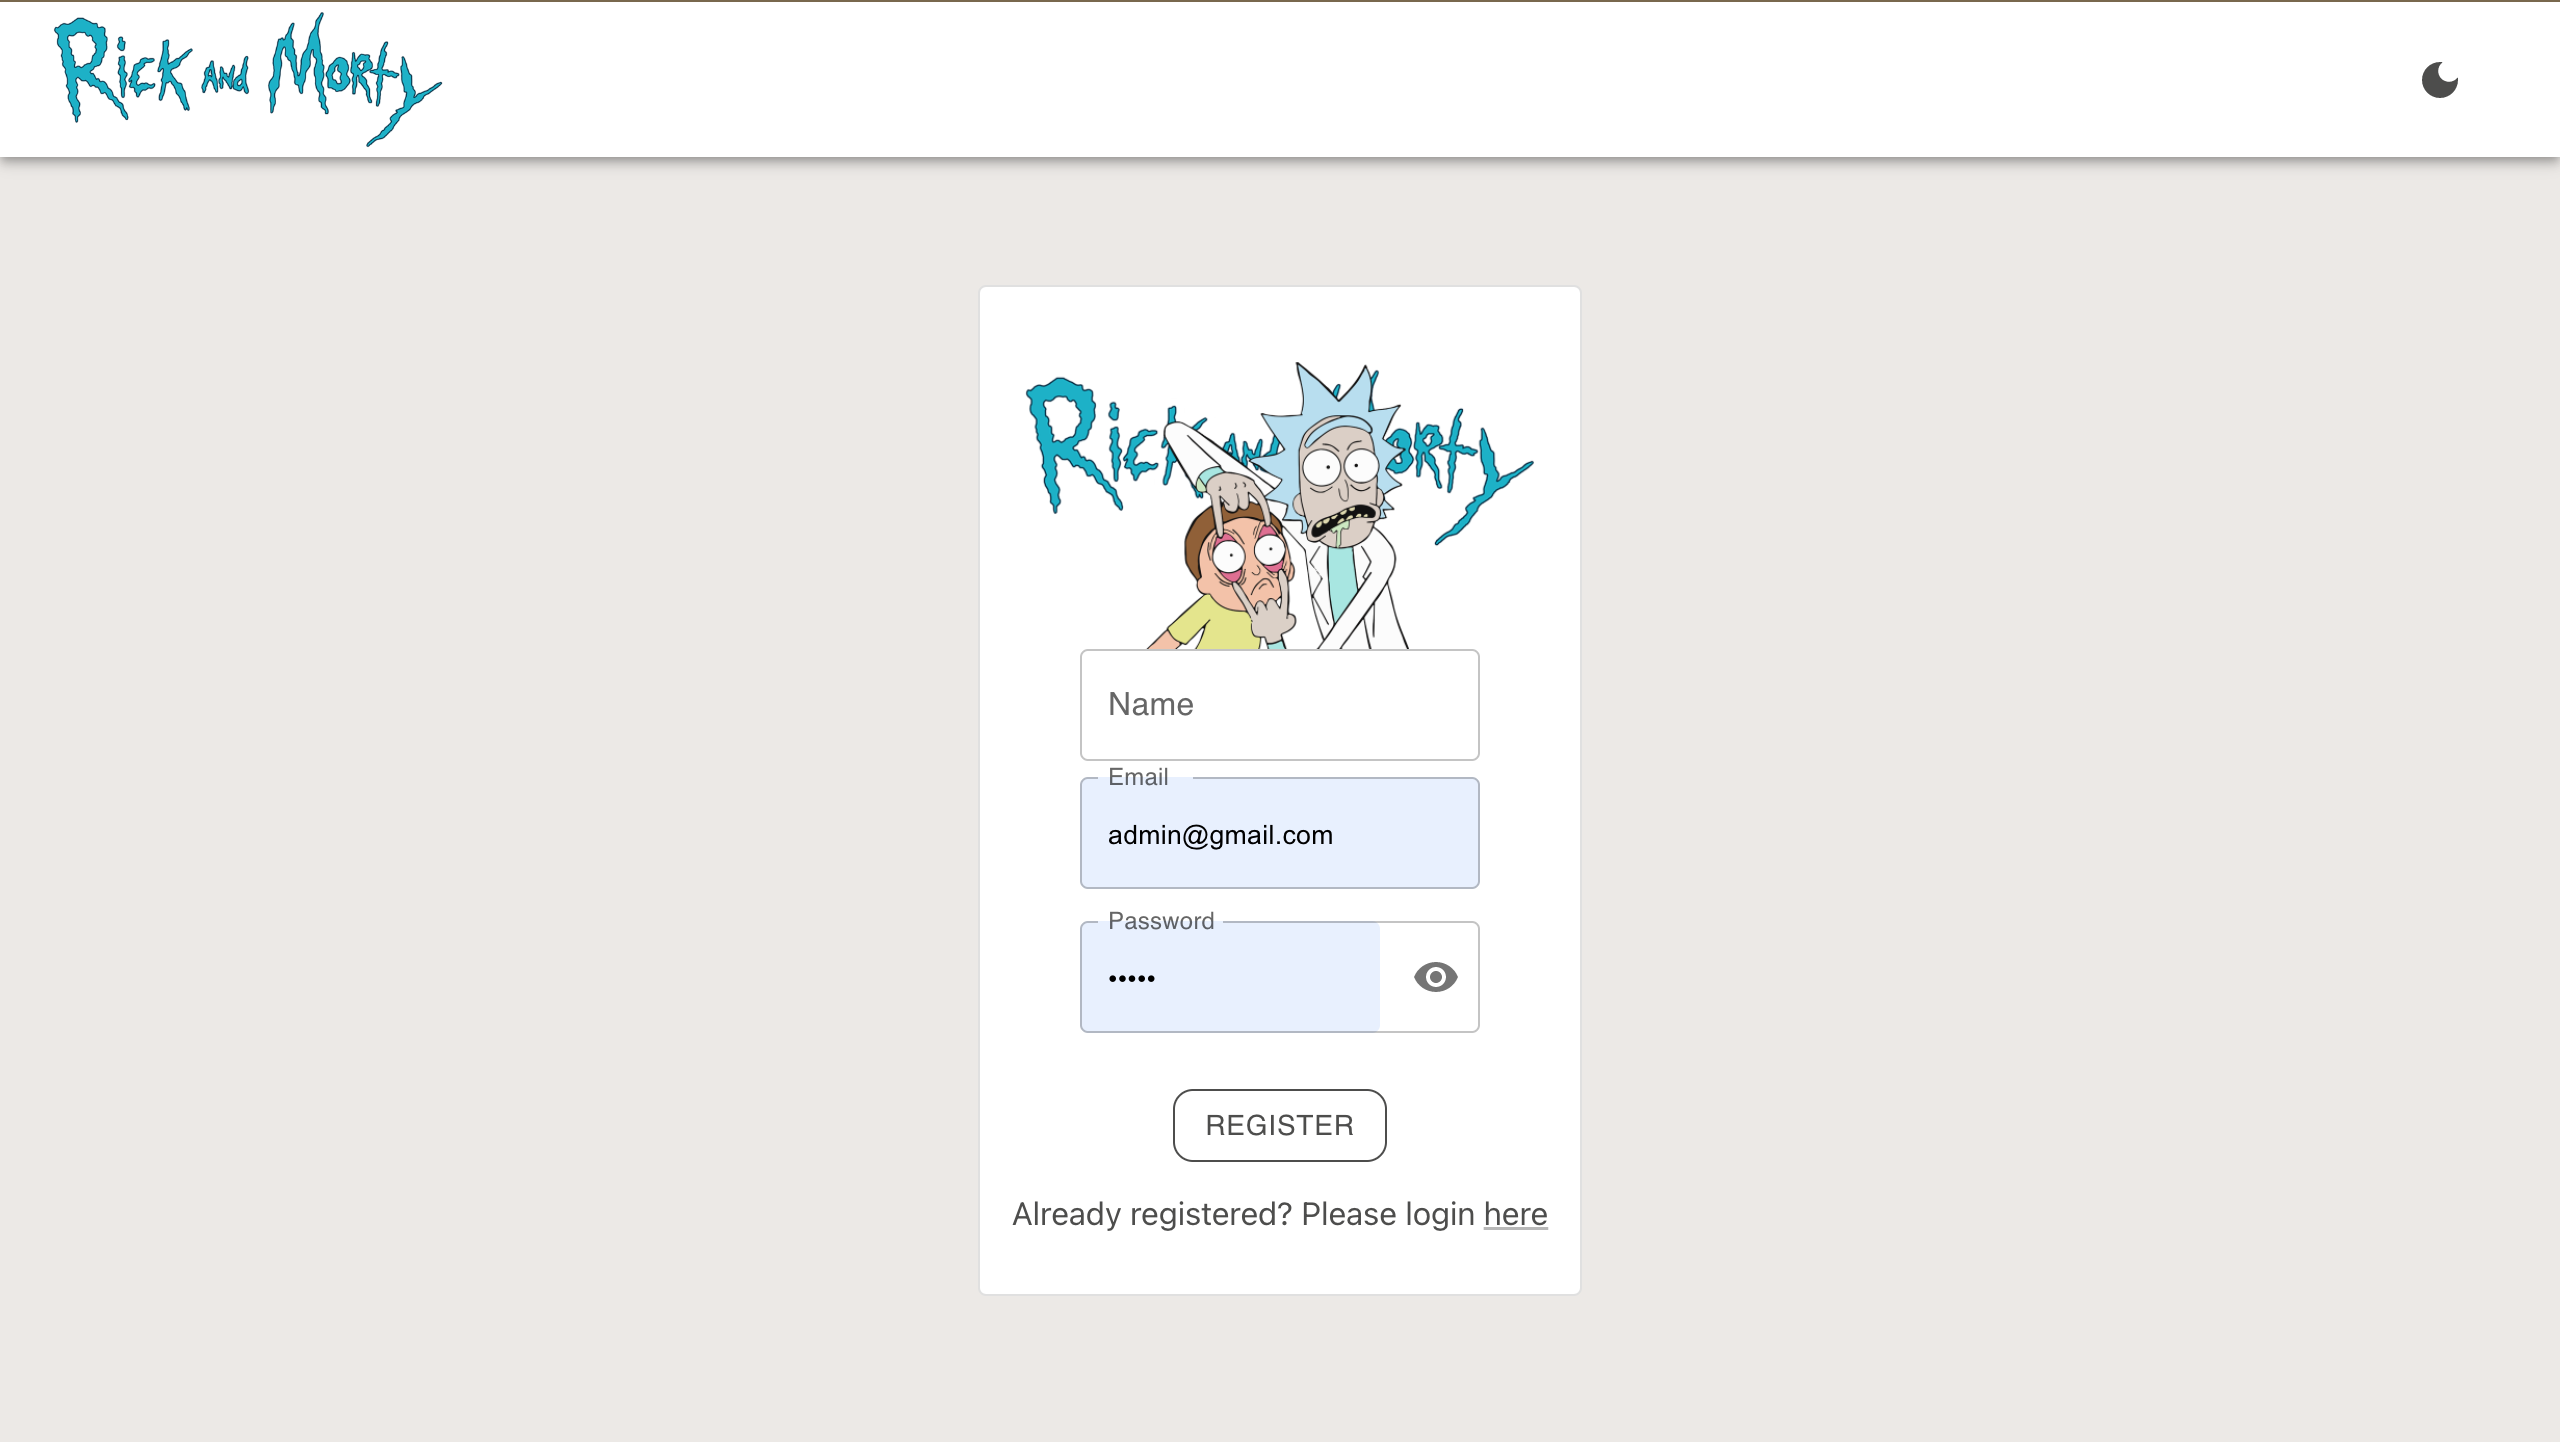 Rick and Morty
Rick and Morty
Name
Email
admin@gmail.com
Password
•••••
REGISTER
Already registered? Please login here